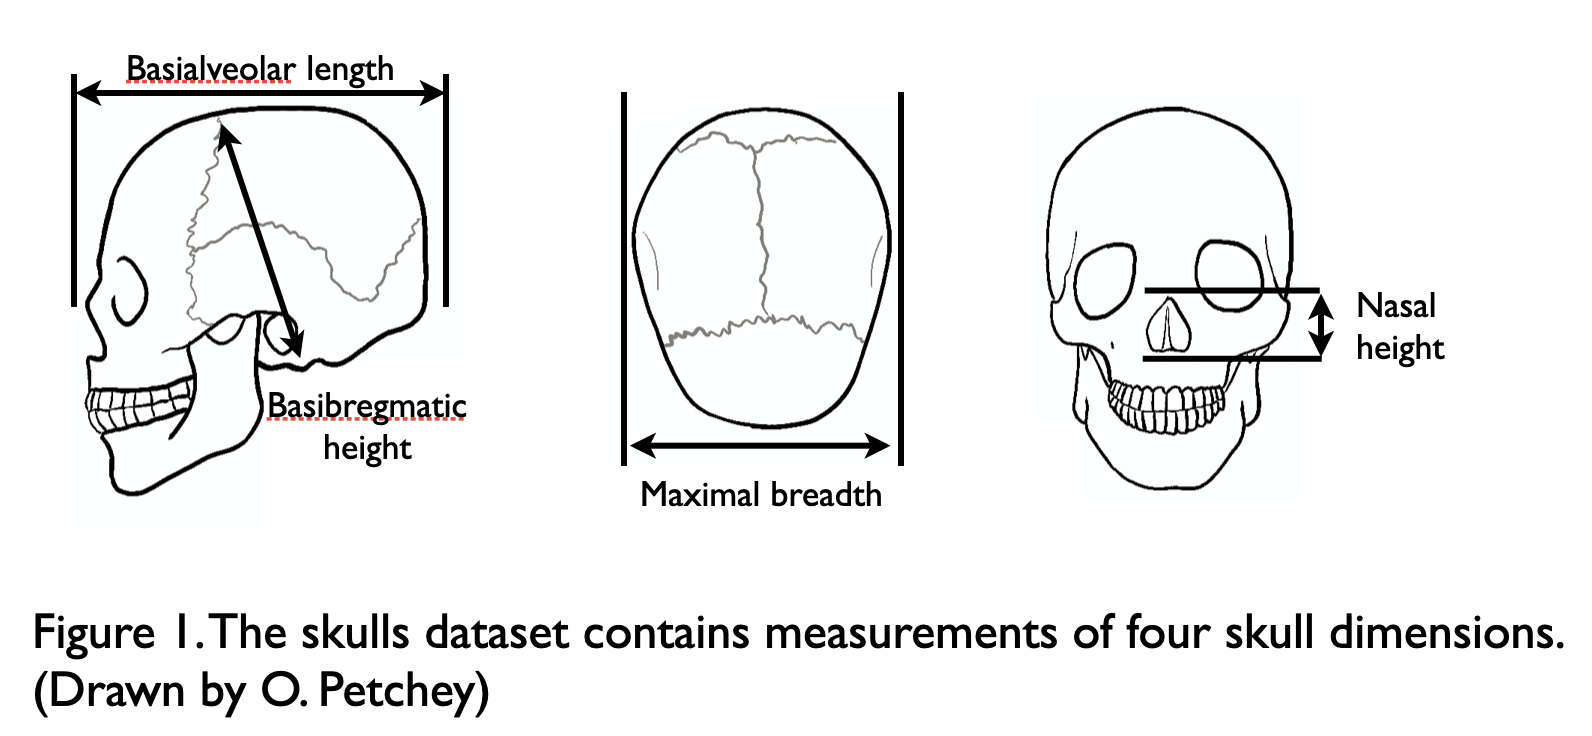 Basialveolar length
Basibregmatic
height
Maximal breadth
Nasal
height
Figure 1. The skulls dataset contains measurements of four skull dimensions.
(Drawn by O. Petchey)